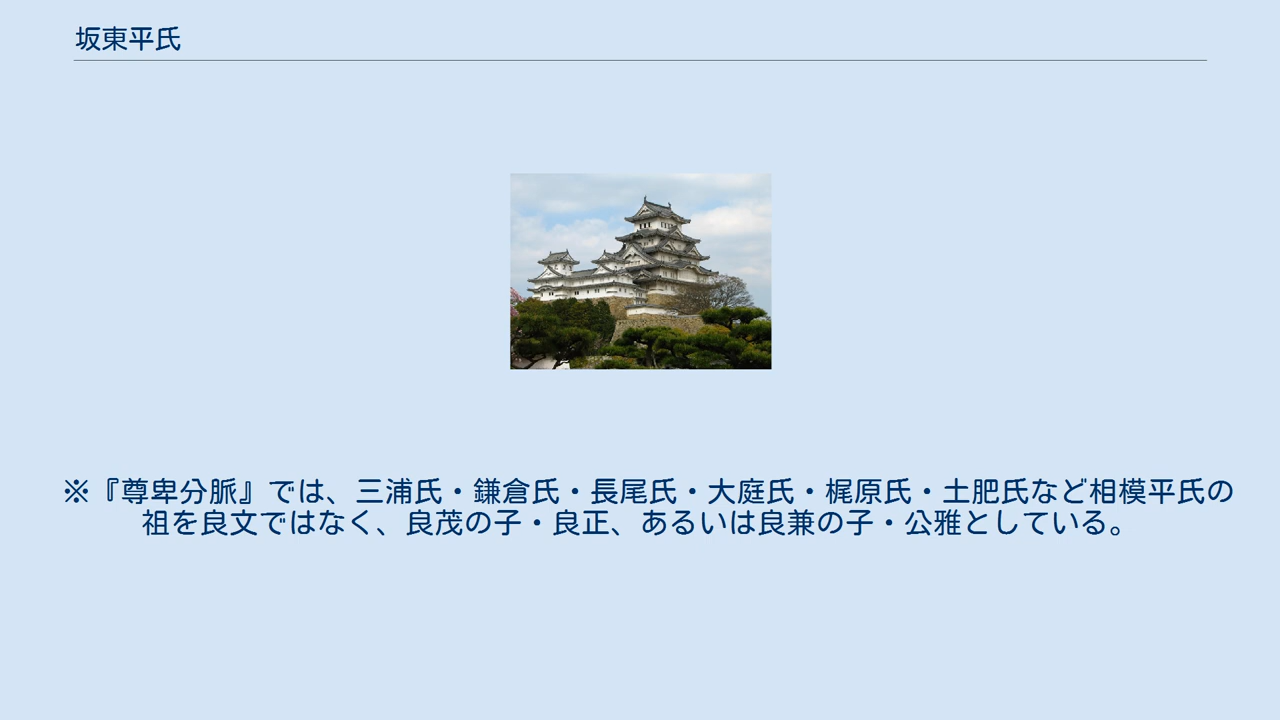 坂東平氏
※『尊卑分脈』では、三浦氏・鎌倉氏・長尾氏・大庭氏・梶原氏・土肥氏など相模平氏の
祖を良文ではなく、良茂の子・良正、あるいは良兼の子・公雅としている。